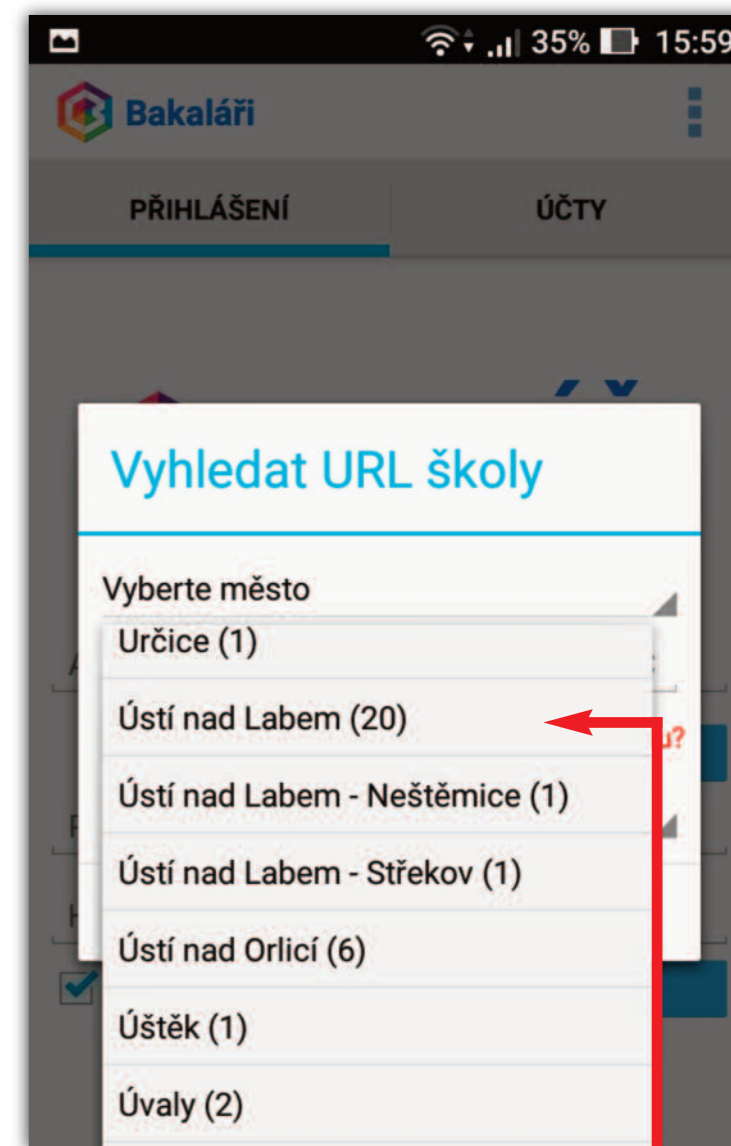 35% 15:59
Bakaláři
PŘIHLÁŠENÍ ÚČTY
Vyhledat URL školy
Vyberte město
Určice (1)
Ústí nad Labem (20)
Ústí nad Labem - Neštěmice (1)
Ústí nad Labem - Střekov (1)
Ústí nad Orlicí (6)
Úštěk (1)
Úvaly (2)